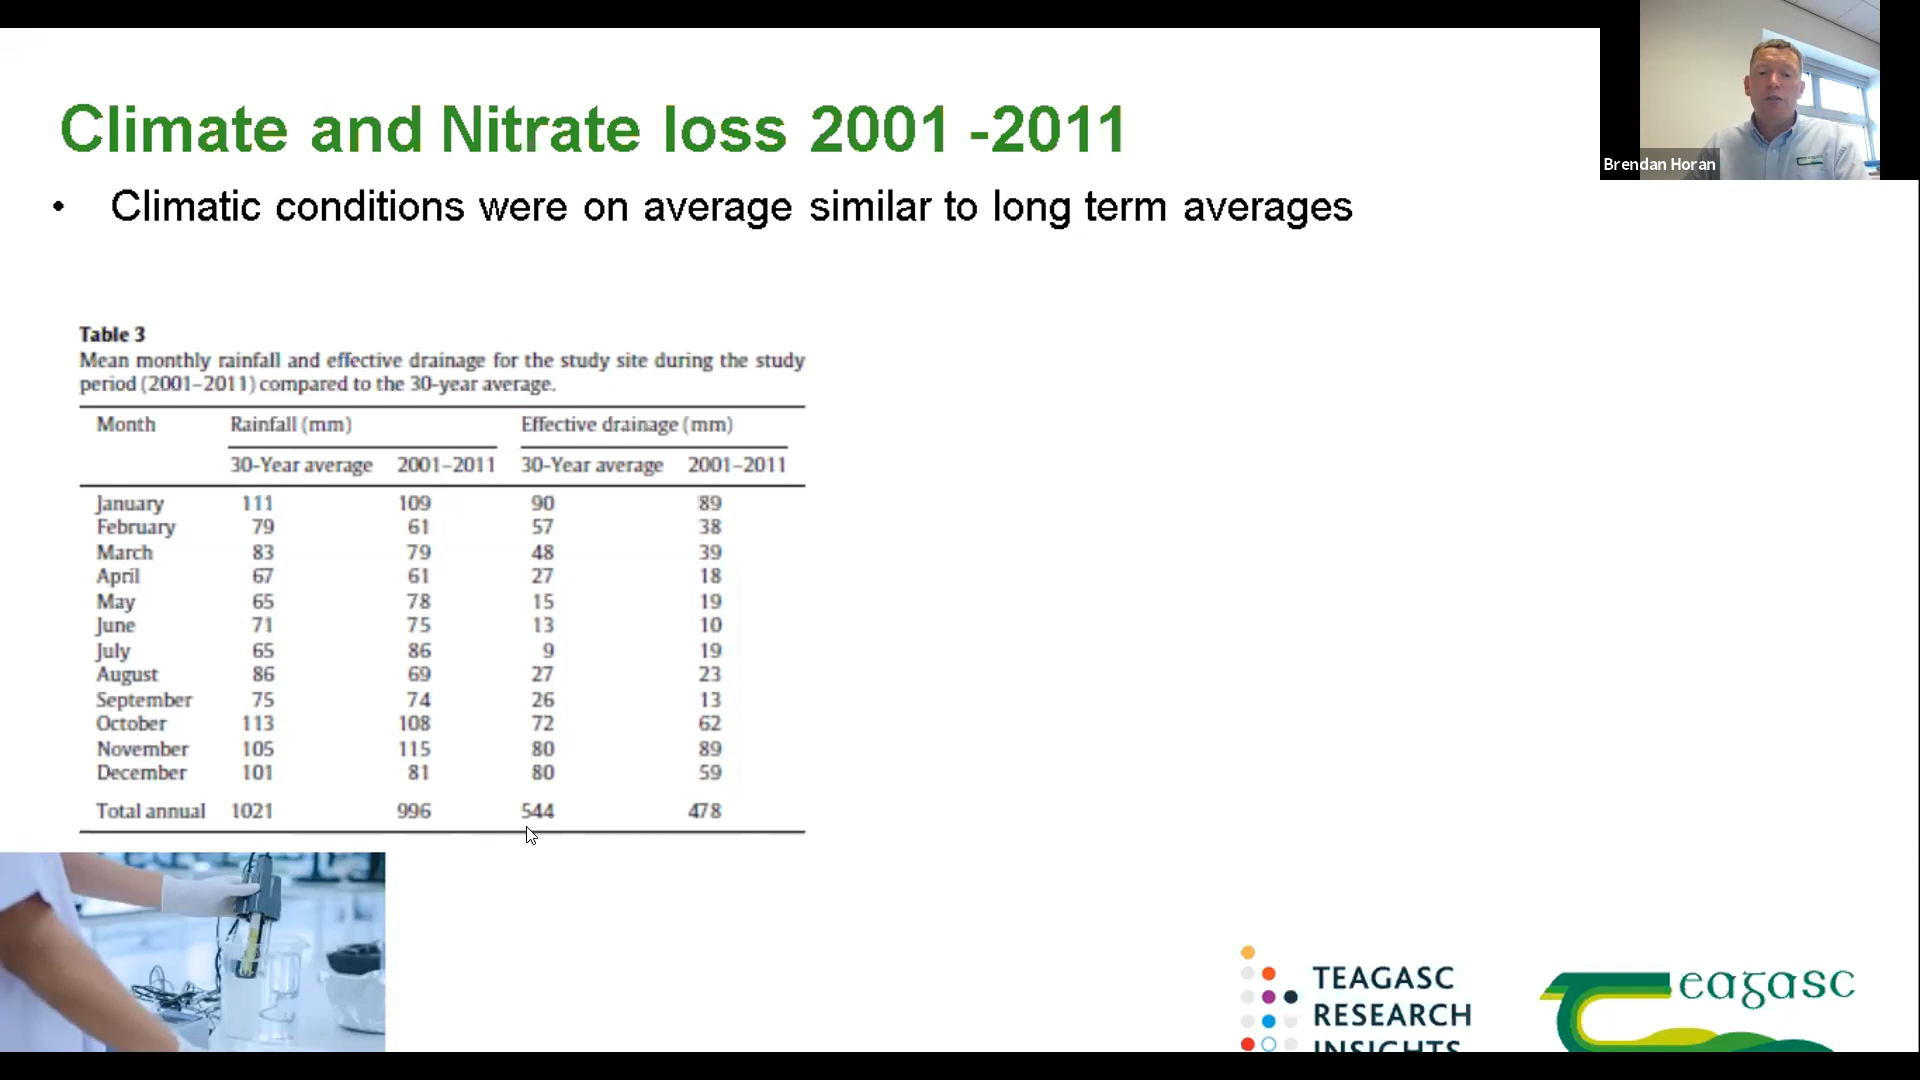 Climate and Nitrate loss 2001 -2011
Brendan Horan
• Climatic conditions were on average similar to long term averages
Table 3
Mean monthly rainfall and effective drainage for the study site during the study
period (2001–2011) compared to the 30-year average.
Month Rainfall (mm) Effective drainage (mm)
30-Year average 2001–2011 30-Year average 2001–2011
January 111 109 90 89
February 79 61 57 38
March 83 79 48 39
April 67 61 27 18
May 65 78 15 19
June 71 75 13 10
July 65 86 9 19
August 86 69 27 23
September 75 74 26 13
October 113 108 72 62
November 105 115 80 89
December 101 81 80 59
Total annual 1021 996 544 478
TEAGASC
RESEARCH
INSIGHTS
eagasc